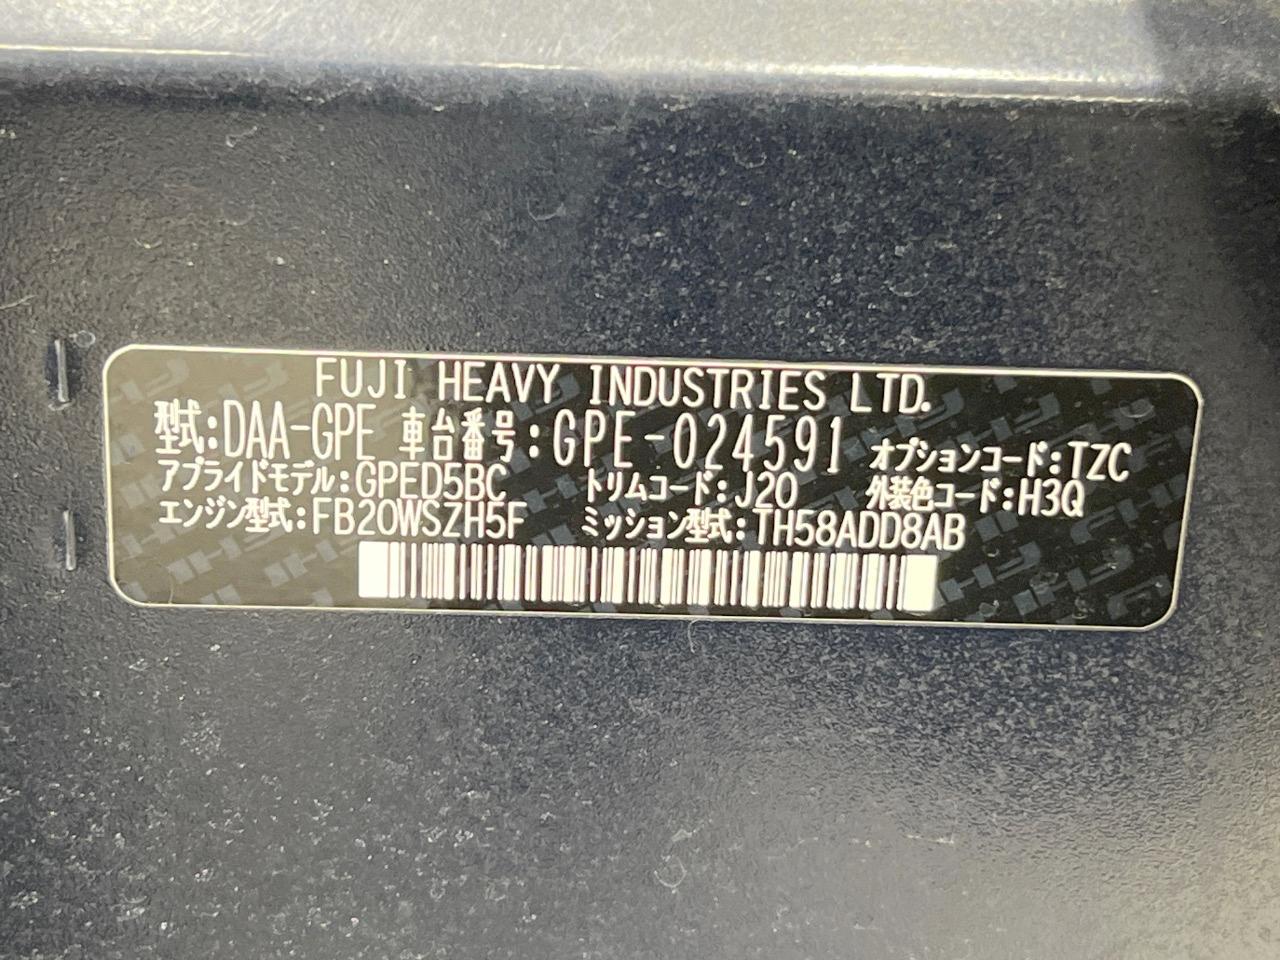 FUJI HEAVY INDUSTRIES LTD.
型式:DAA-GPE 車台番号:GPE-024591 オプションコード:TZC
アプライドモデル:GPED5BC トリムコード:J20 外装色コード:H3Q
エンジン型式:FB20WSZH5F ミッション型式:TH58ADD8AB